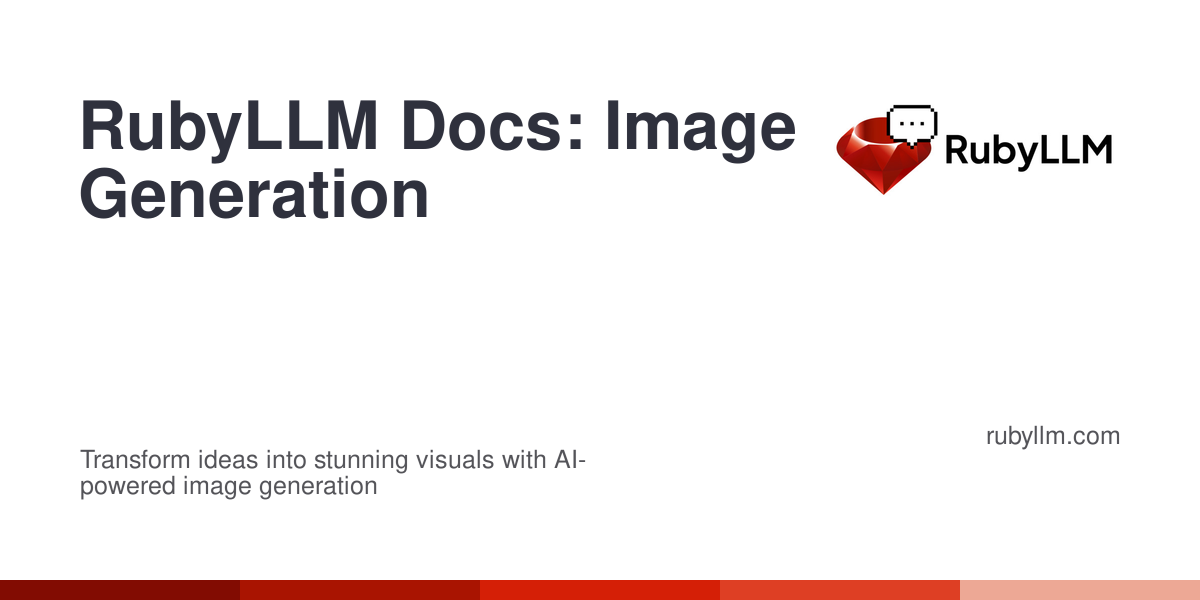 RubyLLM Docs: Image
Generation
RubyLLM
rubyllm.com
Transform ideas into stunning visuals with AI-
powered image generation